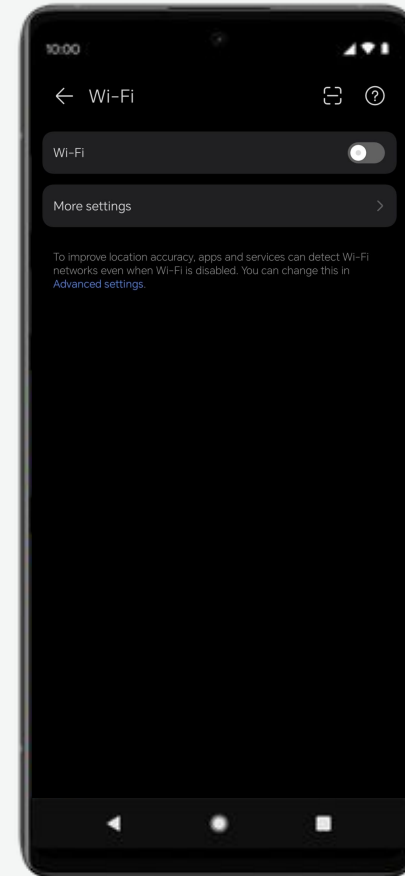 10:00
Wi-Fi
Wi-Fi
More settings
To improve location accuracy, apps and services can detect Wi-Fi
networks even when Wi-Fi is disabled. You can change this in
Advanced settings.